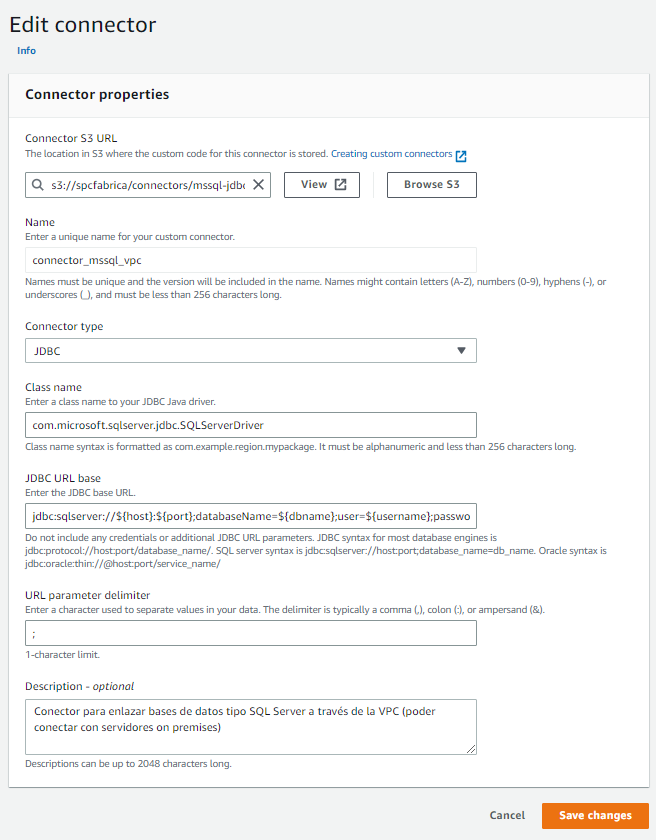 Edit connector
Info
Connector properties
Connector S3 URL
The location in S3 where the custom code for this connector is stored. Creating custom connectors
s3://spcfabrica/connectors/mssql-jdbc
View
Browse S3
Name
Enter a unique name for your custom connector.
connector_mssql_vpc
Names must be unique and the version will be included in the name. Names might contain letters (A-Z), numbers (0-9), hyphens (-), or
underscores (_), and must be less than 256 characters long.
Connector type
JDBC
Class name
Enter a class name to your JDBC Java driver.
com.microsoft.sqlserver.jdbc.SQLServerDriver
Class name syntax is formatted as com.example.region.mypackage. It must be alphanumeric and less than 256 characters long.
JDBC URL base
Enter the JDBC base URL.
jdbc:sqlserver://${host}:${port};databaseName=${dbname};user=${username};passwo
Do not include any credentials or additional JDBC URL parameters. JDBC syntax for most database engines is
jdbc:protocol://host:port/database_name/. SQL server syntax is jdbc:sqlserver://host:port;database_name=db_name. Oracle syntax is
jdbc:oracle:thin://@host:port/service_name/
URL parameter delimiter
Enter a character used to separate values in your data. The delimiter is typically a comma (,), colon (:), or ampersand (&).
;
1-character limit.
Description - optional
Conector para enlazar bases de datos tipo SQL Server a través de la VPC (poder
conectar con servidores on premises)
Descriptions can be up to 2048 characters long.
Cancel
Save changes